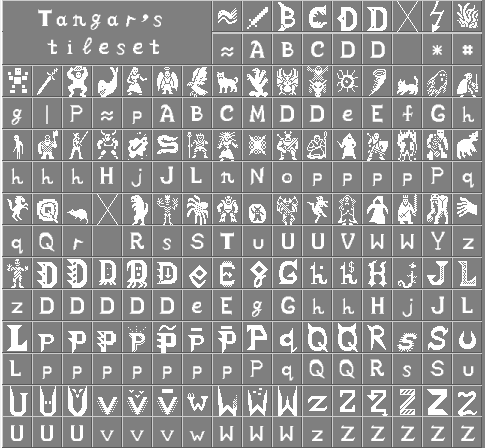 Tangar's
B C D D
tileset
≈ A B C D D * #
g | P ≈ p A B C M D D e E f G h
h h h H j J L n N o p p p p P q
q Q r R s S T u U U V W W Y z
D D D D D e E g G h h H j J L
z D D D D D e E g G h h H j J L
L p p p p p̃ p̄ p̄ P q Q Q R s S u
L p p p p p p p P q Q Q R s S u
U U U v v v̄ w W W W z Z Z Z Z Z
U U U v v v w W W W z Z Z Z Z Z